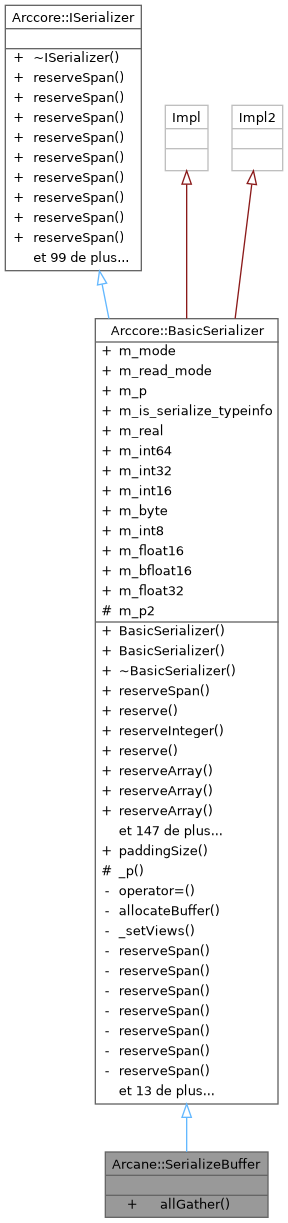 Arccore::ISerializer
+ ~ISerializer()
+ reserveSpan()
+ reserveSpan()
+ reserveSpan()
+ reserveSpan()
+ reserveSpan()
+ reserveSpan()
+ reserveSpan()
+ reserveSpan()
+ reserveSpan()
et 99 de plus...
Impl
Impl2
Arccore::BasicSerializer
+ m_mode
+ m_read_mode
+ m_p
+ m_is_serialize_typeinfo
+ m_real
+ m_int64
+ m_int32
+ m_int16
+ m_byte
+ m_int8
+ m_float16
+ m_bfloat16
+ m_float32
# m_p2
+ BasicSerializer()
+ BasicSerializer()
+ ~BasicSerializer()
+ reserveSpan()
+ reserve()
+ reserveInteger()
+ reserve()
+ reserveArray()
+ reserveArray()
+ reserveArray()
et 147 de plus...
+ paddingSize()
# _p()
- operator=()
- allocateBuffer()
- _setViews()
- reserveSpan()
- reserveSpan()
- reserveSpan()
- reserveSpan()
- reserveSpan()
- reserveSpan()
- reserveSpan()
et 13 de plus...
Arcane::SerializeBuffer
+ allGather()